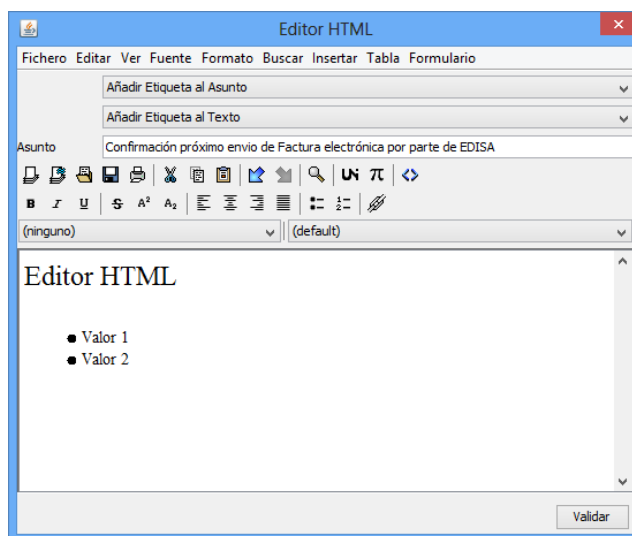 Editor HTML
Fichero Editar Ver Fuente Formato Buscar Insertar Tabla Formulario
Añadir Etiqueta al Asunto
Añadir Etiqueta al Texto
Asunto Confirmación próximo envio de Factura electrónica por parte de EDISA
B I U S A² A₂
(ninguno) (default)
Editor HTML
Valor 1
Valor 2
Validar